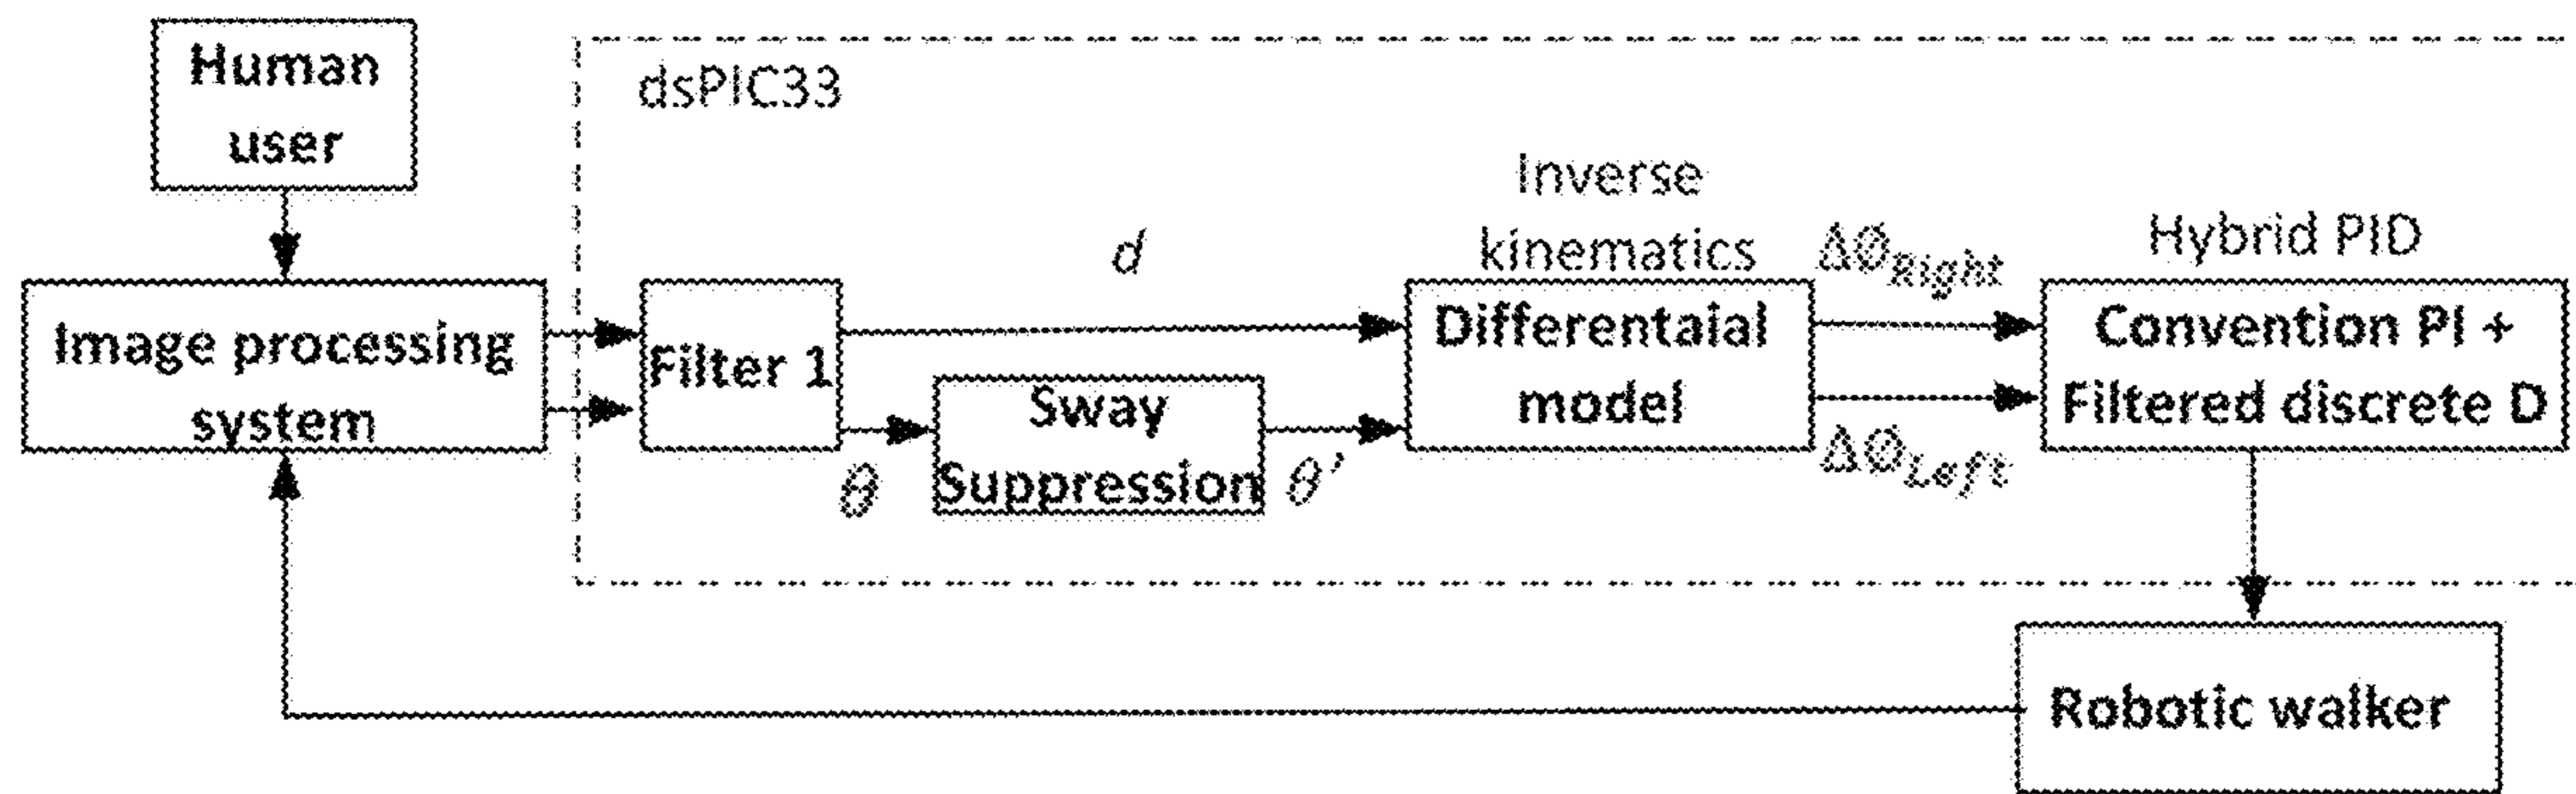 Human
user
dsPIC33
Inverse
kinematics
Hybrid PID
d
ΔØRight
Image processing
system
Filter 1
Sway
Suppression
θ
θ'
Differentaial
model
ΔØLeft
Convention PI +
Filtered discrete D
Robotic walker